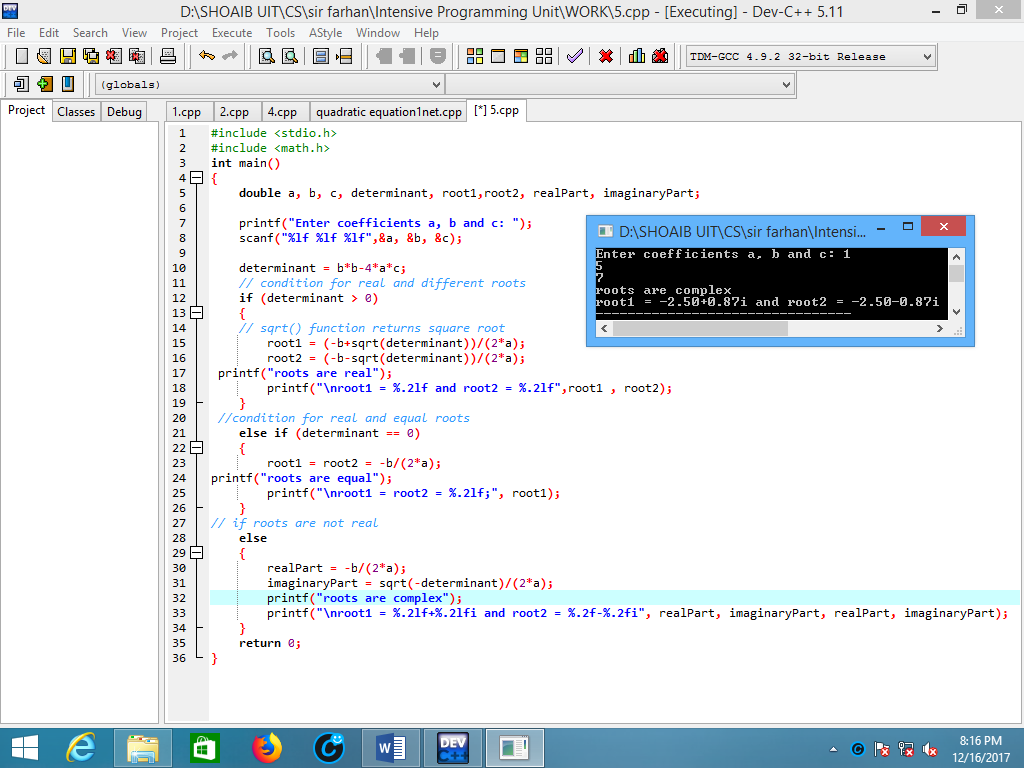 D:\SHOAIB UIT\CS\sir farhan\Intensive Programming Unit\WORK\5.cpp - [Executing] - Dev-C++ 5.11
File Edit Search View Project Execute Tools AStyle Window Help
TDM-GCC 4.9.2 32-bit Release
(globals)
Project Classes Debug
1.cpp 2.cpp 4.cpp quadratic equation1net.cpp [*] 5.cpp
1 #include <stdio.h>
2 #include <math.h>
3 int main()
4 {
5 double a, b, c, determinant, root1,root2, realPart, imaginaryPart;
6
7 printf("Enter coefficients a, b and c: ");
8 scanf("%lf %lf %lf",&a, &b, &c);
9
10 determinant = b*b-4*a*c;
11 // condition for real and different roots
12 if (determinant > 0)
13 {
14 // sqrt() function returns square root
15 root1 = (-b+sqrt(determinant))/(2*a);
16 root2 = (-b-sqrt(determinant))/(2*a);
17 printf("roots are real");
18 printf("\nroot1 = %.2lf and root2 = %.2lf",root1 , root2);
19 }
20 //condition for real and equal roots
21 else if (determinant == 0)
22 {
23 root1 = root2 = -b/(2*a);
24 printf("roots are equal");
25 printf("\nroot1 = root2 = %.2lf;", root1);
26 }
27 // if roots are not real
28 else
29 {
30 realPart = -b/(2*a);
31 imaginaryPart = sqrt(-determinant)/(2*a);
32 printf("roots are complex");
33 printf("\nroot1 = %.2lf+%.2lfi and root2 = %.2f-%.2fi", realPart, imaginaryPart, realPart, imaginaryPart);
34 }
35 return 0;
36 }
D:\SHOAIB UIT\CS\sir farhan\Intensi...
Enter coefficients a, b and c: 1
5
7
roots are complex
root1 = -2.50+0.87i and root2 = -2.50-0.87i
--------------------------------
DEV
C++
8:16 PM
12/16/2017